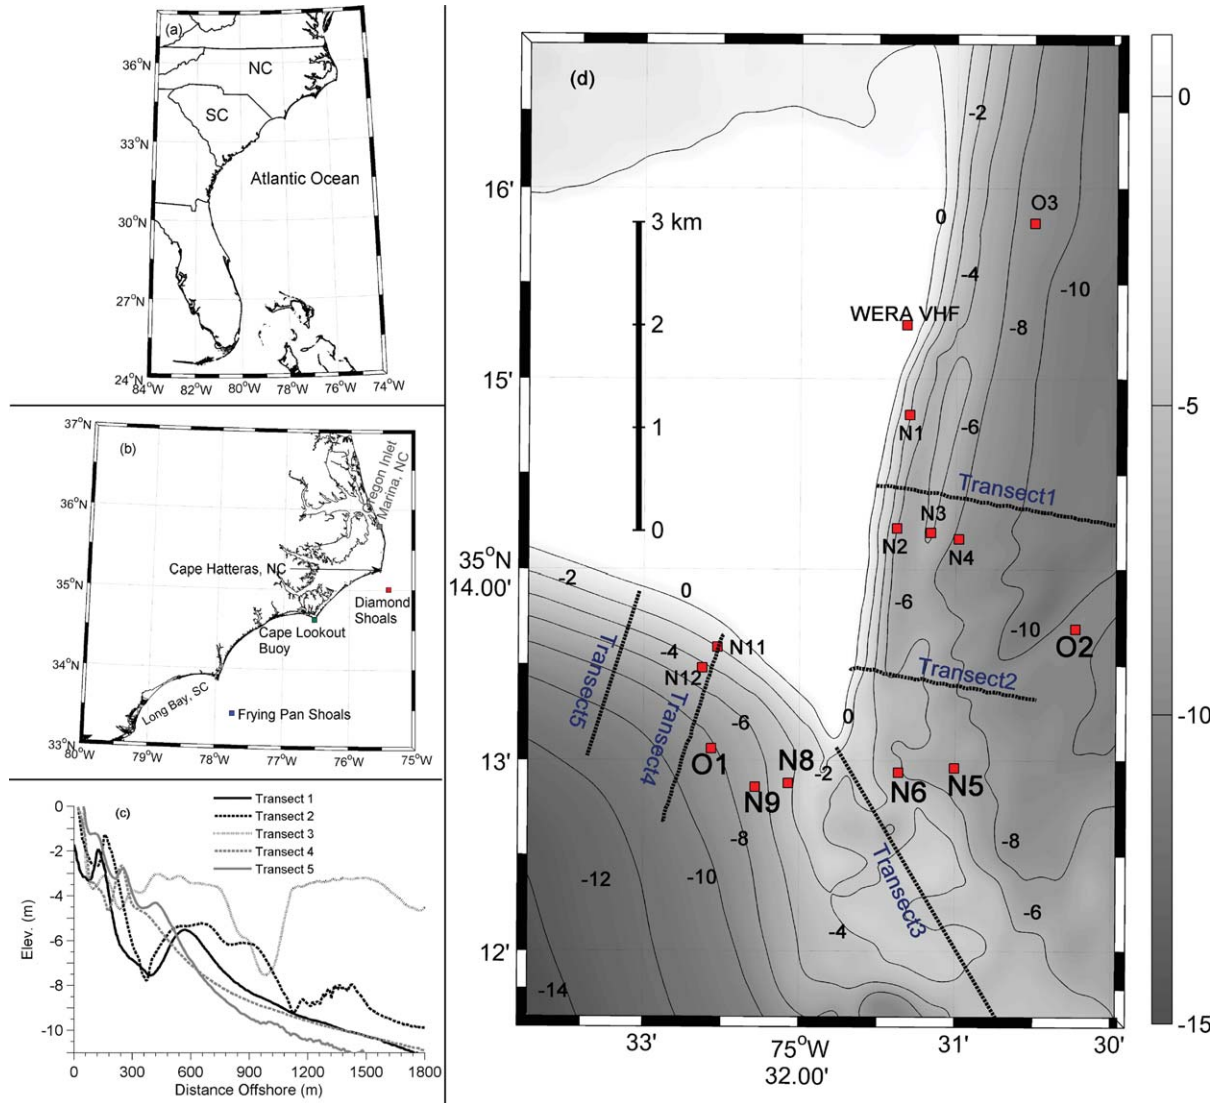 (a)
36°N
33°N
30°N
27°N
24°N
84°W 82°W 80°W 78°W 76°W 74°W
NC
SC
Atlantic Ocean
(b)
37°N
36°N
35°N
34°N
33°N
80°W 79°W 78°W 77°W 76°W 75°W
Oregon Inlet
Marina, NC
Cape Hatteras, NC
Diamond
Shoals
Cape Lookout
Buoy
Long Bay, SC
Frying Pan Shoals
(c)
Transect 1
Transect 2
Transect 3
Transect 4
Transect 5
0
-2
-4
-6
-8
-10
Elev. (m)
0 300 600 900 1200 1500 1800
Distance Offshore (m)
(d)
-2
16'
0
O3
3 km
2
1
0
-4
-10
-8
WERA VHF
15'
N1
-6
Transect1
N3
N2
N4
35°N
14.00'
-2
0
-6
-10
O2
Transect5
-4
N11
N12
Transect4
Transect2
-6
0
O1
N8
-2
N9
N6
N5
13'
-8
-8
-10
-12
Transect3
-6
-4
12'
-14
33'
75°W
32.00'
31'
30'
0
-5
-10
-15